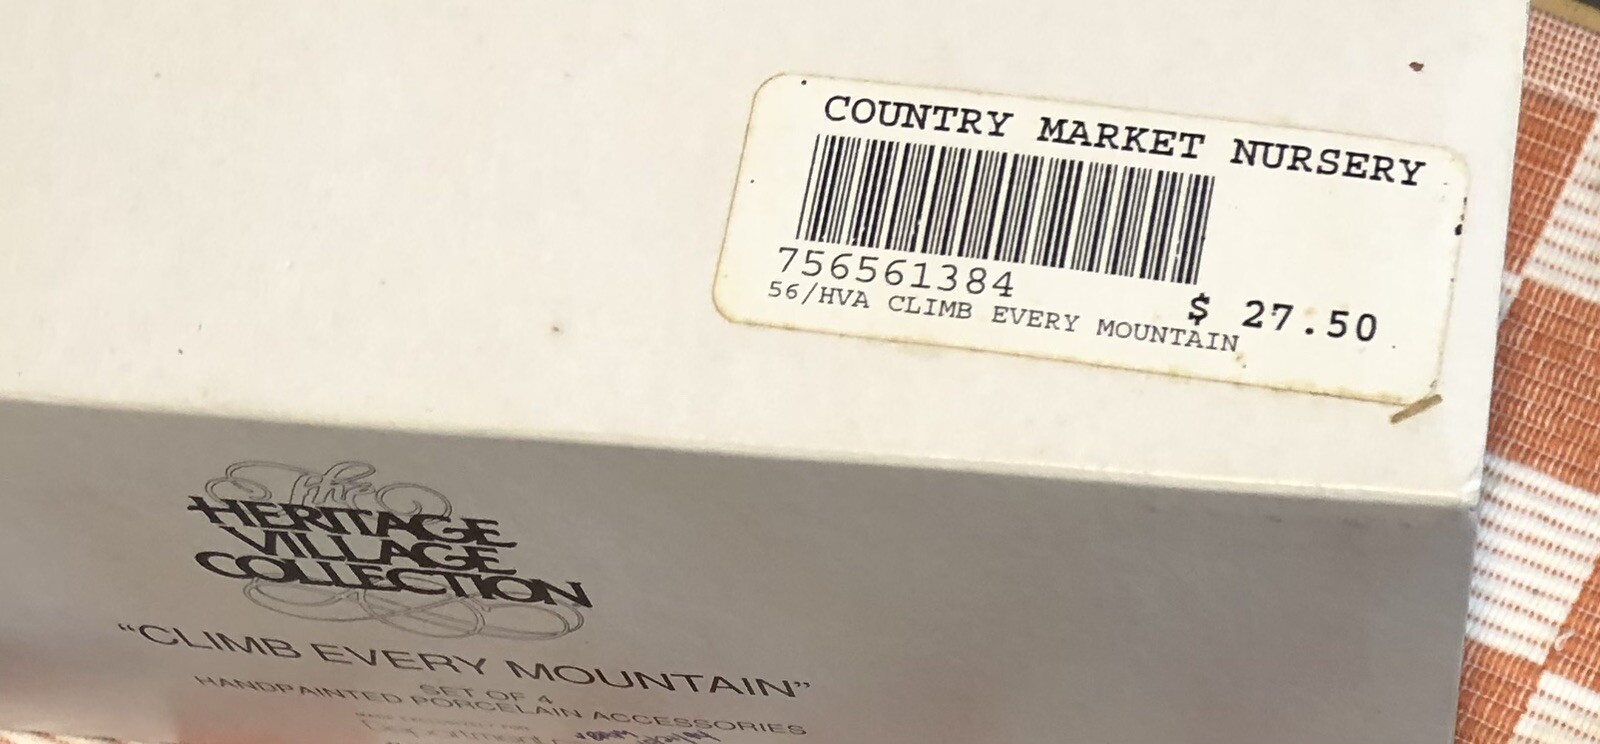 COUNTRY MARKET NURSERY
756561384
$ 27.50
56/HVA CLIMB EVERY MOUNTAIN
the
HERITAGE
VILLAGE
COLLECTION
"CLIMB EVERY MOUNTAIN"
SET OF 4
HANDPAINTED PORCELAIN ACCESSORIES